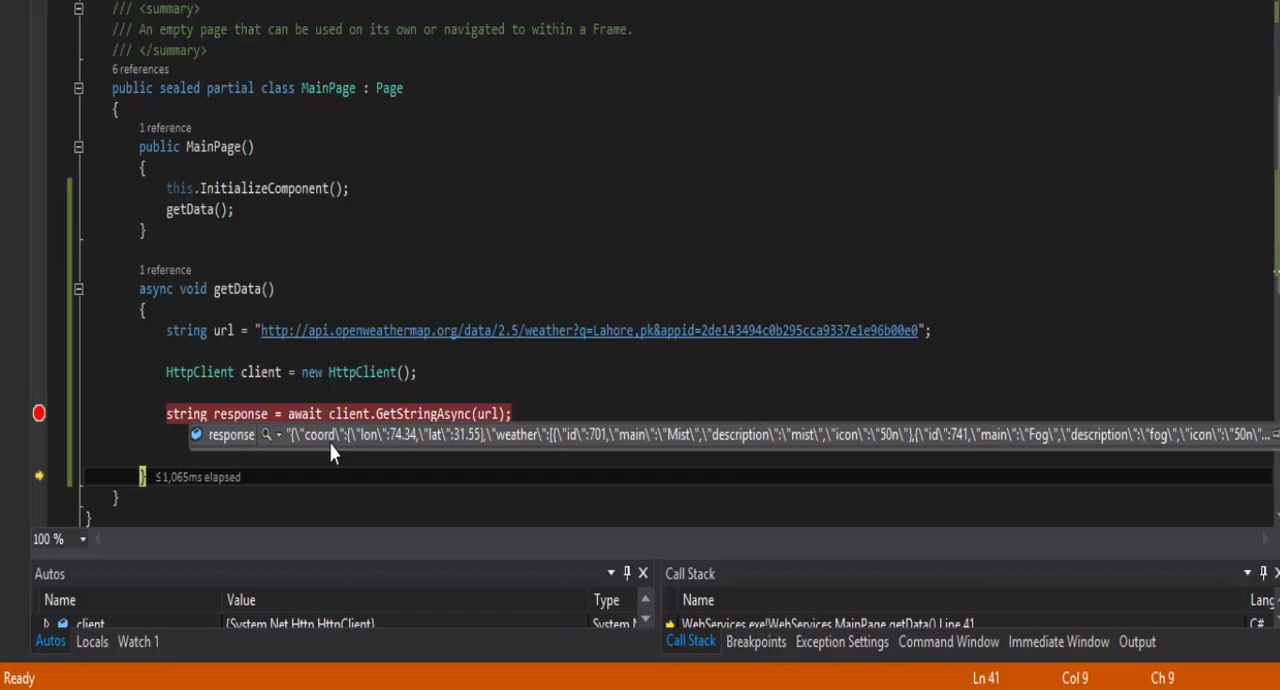 /// <summary>
/// An empty page that can be used on its own or navigated to within a Frame.
/// </summary>
6 references
public sealed partial class MainPage : Page
{
1 reference
public MainPage()
{
this.InitializeComponent();
getData();
}
1 reference
async void getData()
{
string url = "http://api.openweathermap.org/data/2.5/weather?q=Lahore,pk&appid=2de143494c0b295cca9337e1e96b00e0";
HttpClient client = new HttpClient();
string response = await client.GetStringAsync(url);
response "{\"coord\":{\"lon\":74.34,\"lat\":31.55},\"weather\":[{\"id\":701,\"main\":\"Mist\",\"description\":\"mist\",\"icon\":\"50n\"},{\"id\":741,\"main\":\"Fog\",\"description\":\"fog\",\"icon\":\"50n\"...
} ≤1,065ms elapsed
}
}
100 %
Autos
Name Value Type
client {System.Net.Http.HttpClient} System.N
Autos Locals Watch 1
Call Stack
Name Lang
WebServices.exe!WebServices.MainPage.getData() Line 41 C#
Call Stack Breakpoints Exception Settings Command Window Immediate Window Output
Ready Ln 41 Col 9 Ch 9